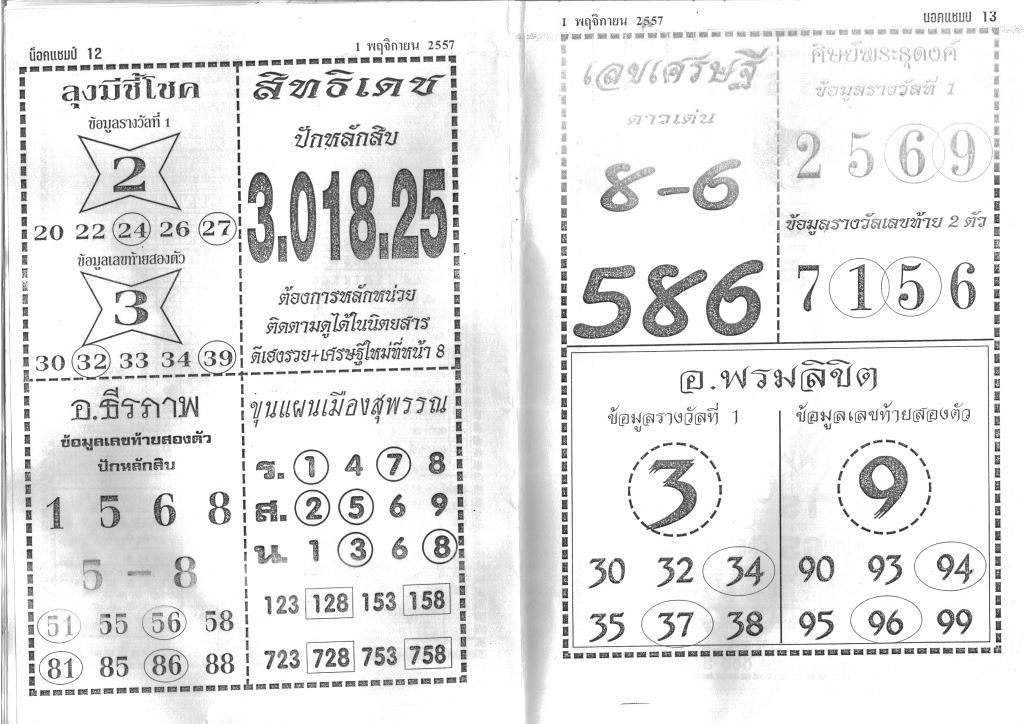 น็อคแชมป์ 12
1 พฤศจิกายน 2557
ลุงมีชี้โชค
ข้อมูลรางวัลที่ 1
2
20 22 24 26 27
ข้อมูลเลขท้ายสองตัว
3
30 32 33 34 39
สิทธิเดช
ปักหลักสิบ
3.018.25
ต้องการหลักหน่วย
ติดตามดูได้ในนิตยสาร
ตี่เฮงรวย+เศรษฐีใหม่ที่หน้า 8
อ.ธีรภาพ
ข้อมูลเลขท้ายสองตัว
ปักหลักสิบ
1 5 6 8
5 - 8
51 55 56 58
81 85 86 88
ขุนแผนเมืองสุพรรณ
ร. 1 4 7 8
ส. 2 5 6 9
น. 1 3 6 8
123 128 153 158
723 728 753 758
1 พฤศจิกายน 2557
น็อคแชมป์ 13
เลขเศรษฐี
ดาวเด่น
8-6
586
ศิษย์พระธุดงค์
ข้อมูลรางวัลที่ 1
2 5 6 9
ข้อมูลรางวัลเลขท้าย 2 ตัว
7 1 5 6
อ.พรมลิขิต
ข้อมูลรางวัลที่ 1
3
30 32 34
35 37 38
ข้อมูลเลขท้ายสองตัว
9
90 93 94
95 96 99